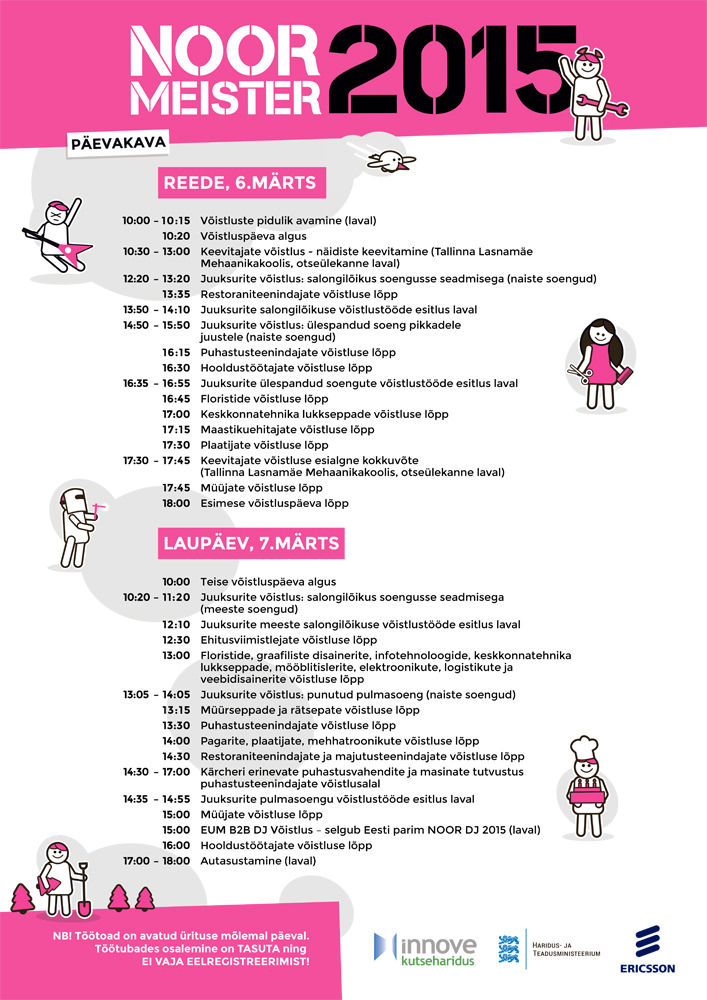 NOOR
MEISTER
2015
PÄEVAKAVA
REEDE, 6.MÄRTS
10:00 – 10:15 Võistluste pidulik avamine (laval)
10:20 Võistluspäeva algus
10:30 – 13:00 Keevitajate võistlus - näidiste keevitamine (Tallinna Lasnamäe
Mehaanikakoolis, otseülekanne laval)
12:20 – 13:20 Juuksurite võistlus: salongilõikus soengusse seadmisega (naiste soengud)
13:35 Restoraniteenindajate võistluse lõpp
13:50 – 14:10 Juuksurite salongilõikuse võistlustööde esitlus laval
14:50 – 15:50 Juuksurite võistlus: ülespandud soeng pikkadele
juustele (naiste soengud)
16:15 Puhastusteenindajate võistluse lõpp
16:30 Hooldustöötajate võistluse lõpp
16:35 – 16:55 Juuksurite ülespandud soengute võistlustööde esitlus laval
16:45 Floristide võistluse lõpp
17:00 Keskkonnatehnika lukkseppade võistluse lõpp
17:15 Maastikuehitajate võistluse lõpp
17:30 Plaatijate võistluse lõpp
17:30 – 17:45 Keevitajate võistluse esialgne kokkuvõte
(Tallinna Lasnamäe Mehaanikakoolis, otseülekanne laval)
17:45 Müüjate võistluse lõpp
18:00 Esimese võistluspäeva lõpp
LAUPÄEV, 7.MÄRTS
10:00 Teise võistluspäeva algus
10:20 – 11:20 Juuksurite võistlus: salongilõikus soengusse seadmisega
(meeste soengud)
12:10 Juuksurite meeste salongilõikuse võistlustööde esitlus laval
12:30 Ehitusviimistlejate võistluse lõpp
13:00 Floristide, graafiliste disainerite, infotehnoloogide, keskkonnatehnika
lukkseppade, mööblitislerite, elektroonikute, logistikute ja
veebidisainerite võistluse lõpp
13:05 – 14:05 Juuksurite võistlus: punutud pulmasoeng (naiste soengud)
13:15 Müürseppade ja rätsepate võistluse lõpp
13:30 Puhastusteenindajate võistluse lõpp
14:00 Pagarite, plaatijate, mehhatroonikute võistluse lõpp
14:30 Restoraniteenindajate ja majutusteenindajate võistluse lõpp
14:30 – 17:00 Kärcheri erinevate puhastusvahendite ja masinate tutvustus
puhastusteenindajate võistlusalal
14:35 – 14:55 Juuksurite pulmasoengu võistlustööde esitlus laval
15:00 Müüjate võistluse lõpp
15:00 EUM B2B DJ Võistlus – selgub Eesti parim NOOR DJ 2015 (laval)
16:00 Hooldustöötajate võistluse lõpp
17:00 – 18:00 Autasustamine (laval)
NB! Töötoad on avatud ürituse mõlemal päeval.
Töötubades osalemine on TASUTA ning
EI VAJA EELREGISTREERIMIST!
innove
kutseharidus
HARIDUS- JA
TEADUSMINISTEERIUM
ERICSSON